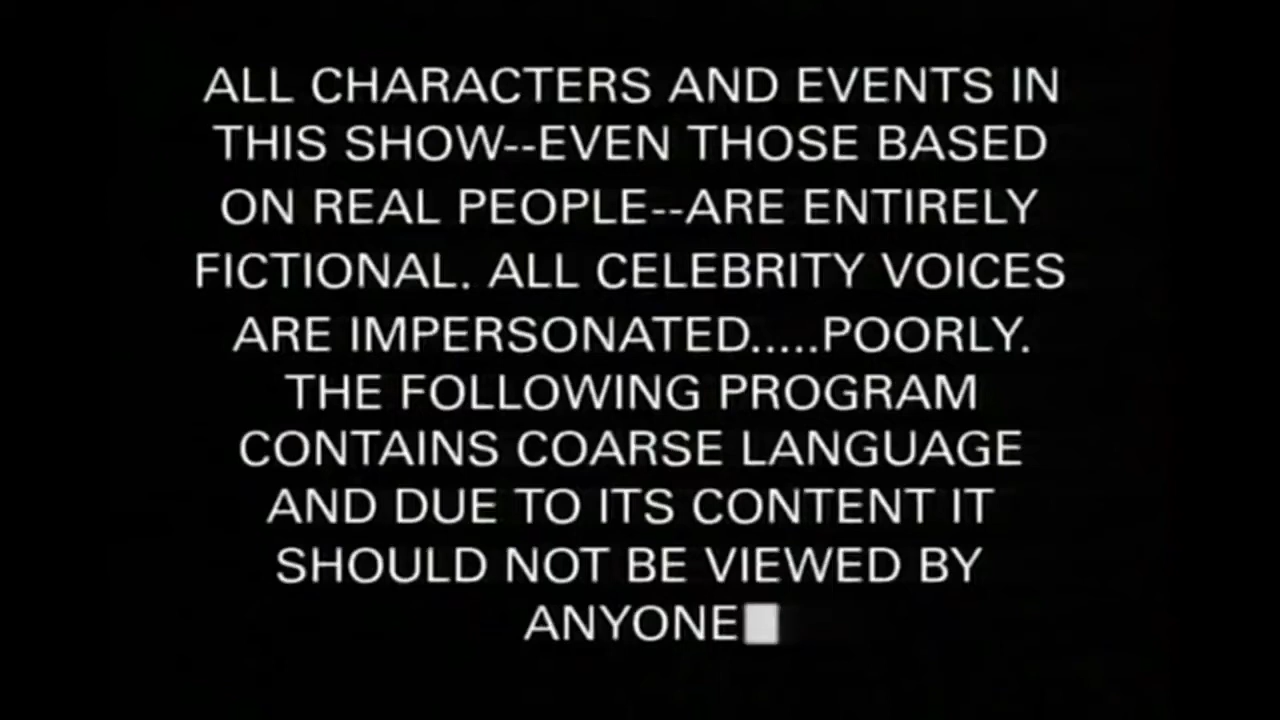 ALL CHARACTERS AND EVENTS IN
THIS SHOW--EVEN THOSE BASED
ON REAL PEOPLE--ARE ENTIRELY
FICTIONAL. ALL CELEBRITY VOICES
ARE IMPERSONATED.....POORLY.
THE FOLLOWING PROGRAM
CONTAINS COARSE LANGUAGE
AND DUE TO ITS CONTENT IT
SHOULD NOT BE VIEWED BY
ANYONE